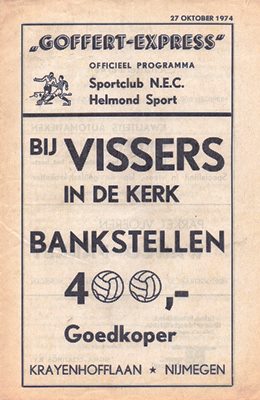 27 OKTOBER 1974
„GOFFERT-EXPRESS"
OFFICIEEL PROGRAMMA
Sportclub N.E.C.
Helmond Sport
BIJ VISSERS
IN DE KERK
BANKSTELLEN
400,-
Goedkoper
KRAYENHOFFLAAN ★ NIJMEGEN